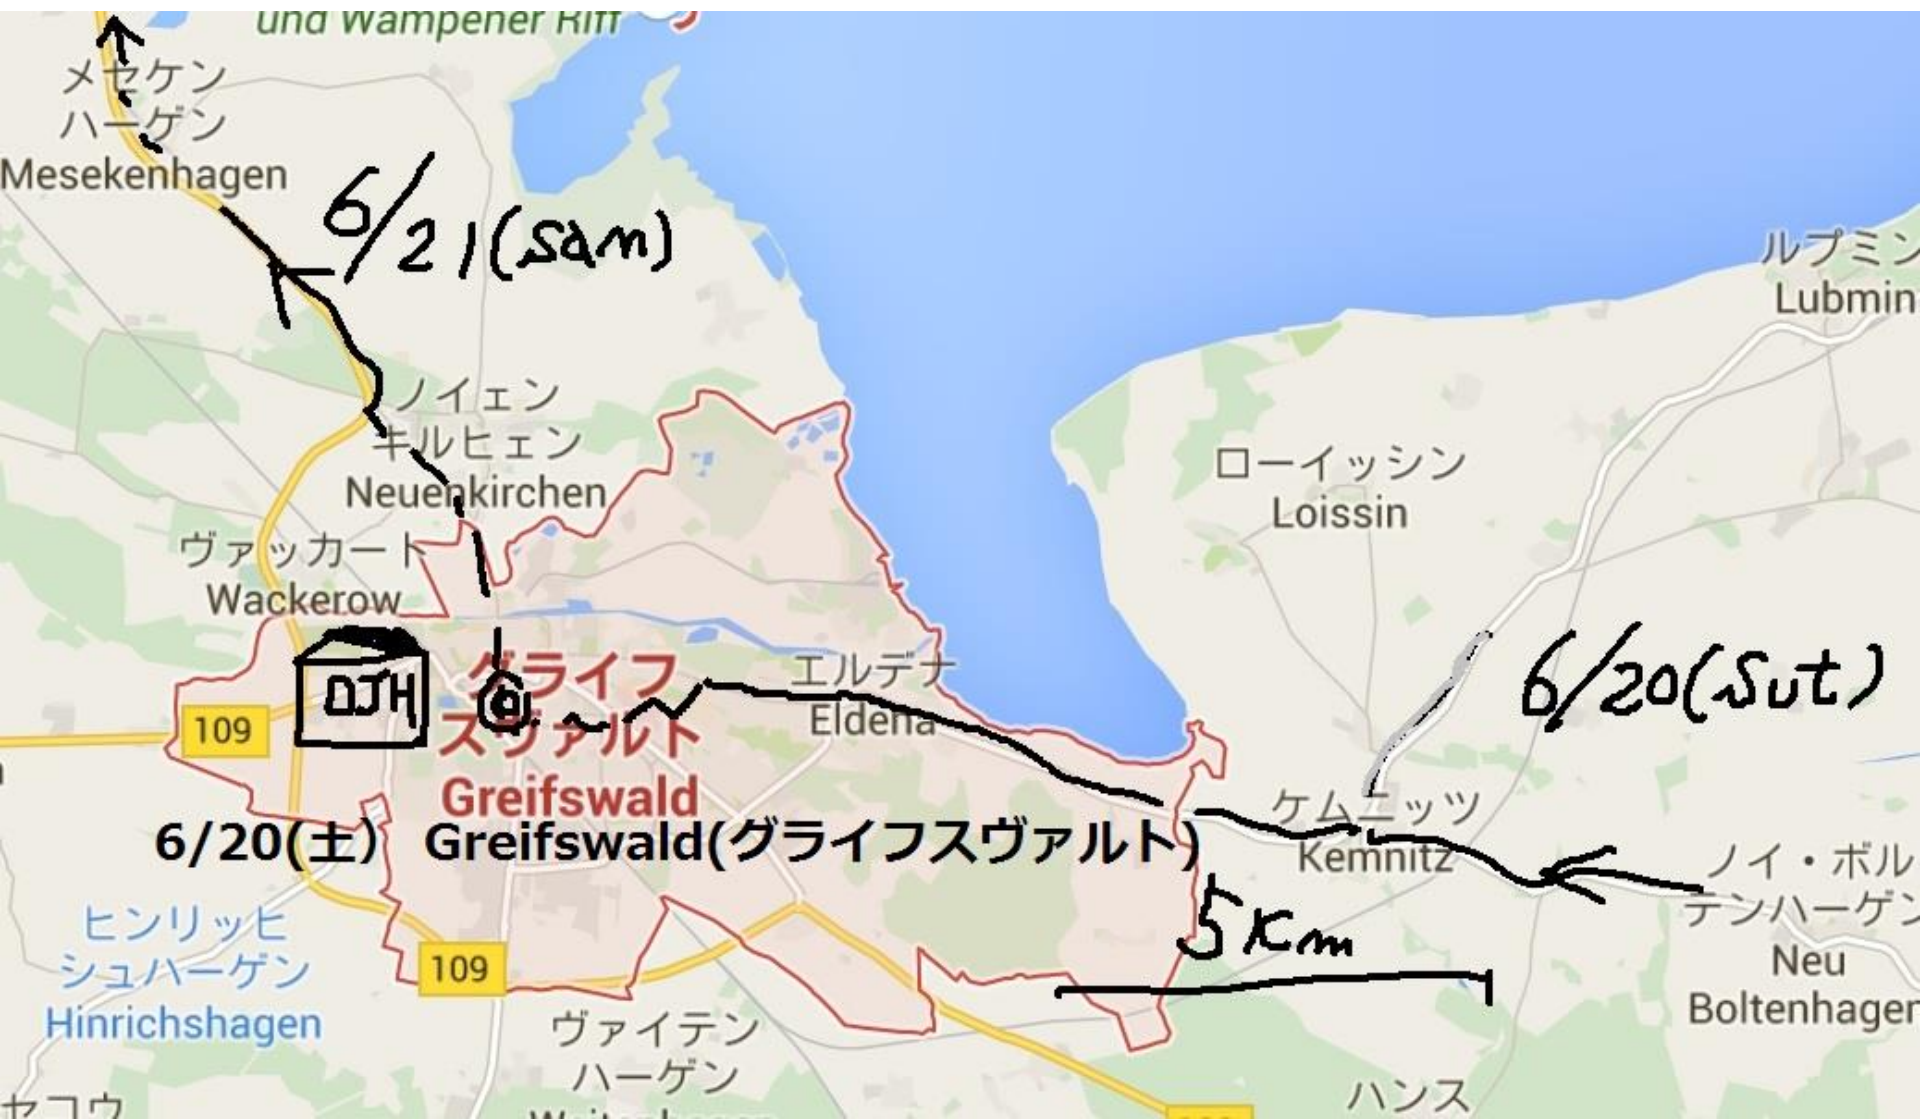 und Wampener Riff
メセケン
ハーゲン
Mesekenhagen
6/21(san)
ルプミン
Lubmin
ノイエン
キルヒェン
Neuenkirchen
ローイッシン
Loissin
ヴァッカート
Wackerow
6/20(sut)
DJH
グライフ
スヴァルト
Greifswald
エルデナ
Eldena
109
ケムニッツ
Kemnitz
6/20(土) Greifswald(グライフスヴァルト)
ノイ・ボル
テンハーゲン
Neu
Boltenhagen
5Km
ヒンリッヒ
シュハーゲン
Hinrichshagen
109
ヴァイテン
ハーゲン
ハンス
セコウ